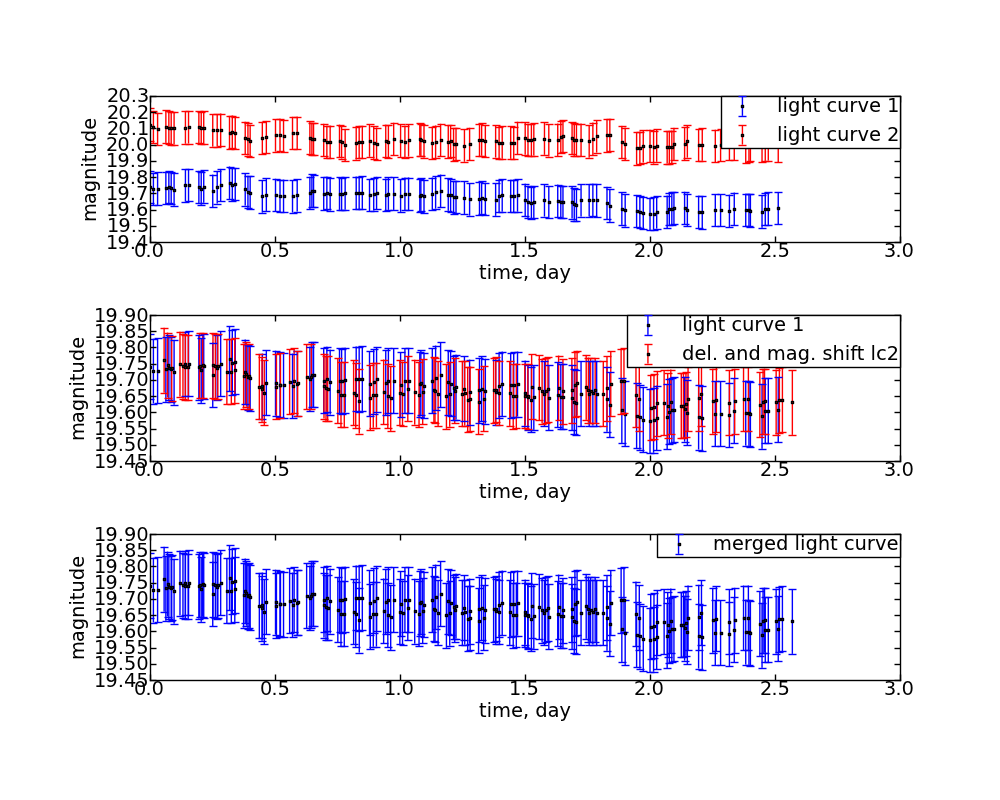 20.3
20.2
20.1
20.0
19.9
19.8
19.7
19.6
19.5
19.4
magnitude
light curve 1
light curve 2
0.0 0.5 1.0 1.5 2.0 2.5 3.0
time, day
19.90
19.85
19.80
19.75
19.70
19.65
19.60
19.55
19.50
19.45
magnitude
light curve 1
del. and mag. shift lc2
0.0 0.5 1.0 1.5 2.0 2.5 3.0
time, day
19.90
19.85
19.80
19.75
19.70
19.65
19.60
19.55
19.50
19.45
magnitude
merged light curve
0.0 0.5 1.0 1.5 2.0 2.5 3.0
time, day